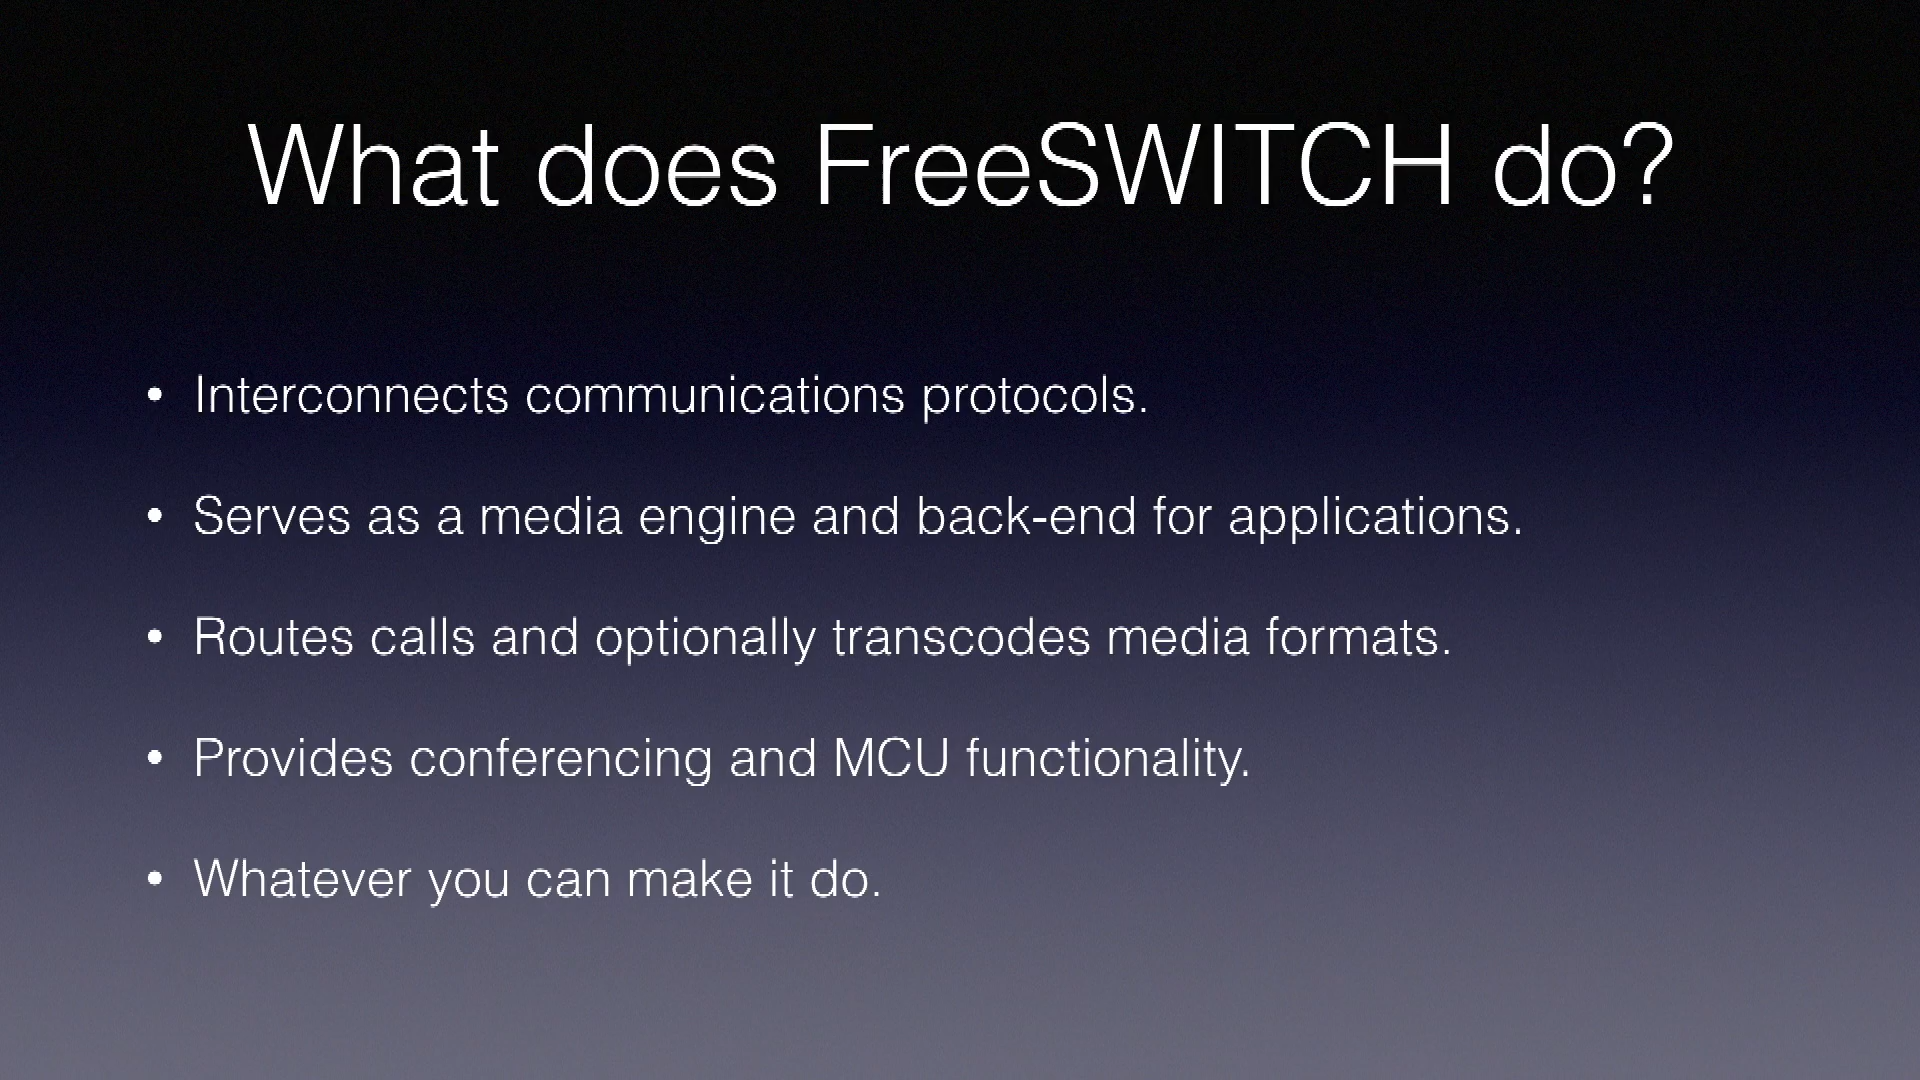 What does FreeSWITCH do?
• Interconnects communications protocols.
• Serves as a media engine and back-end for applications.
• Routes calls and optionally transcodes media formats.
• Provides conferencing and MCU functionality.
• Whatever you can make it do.